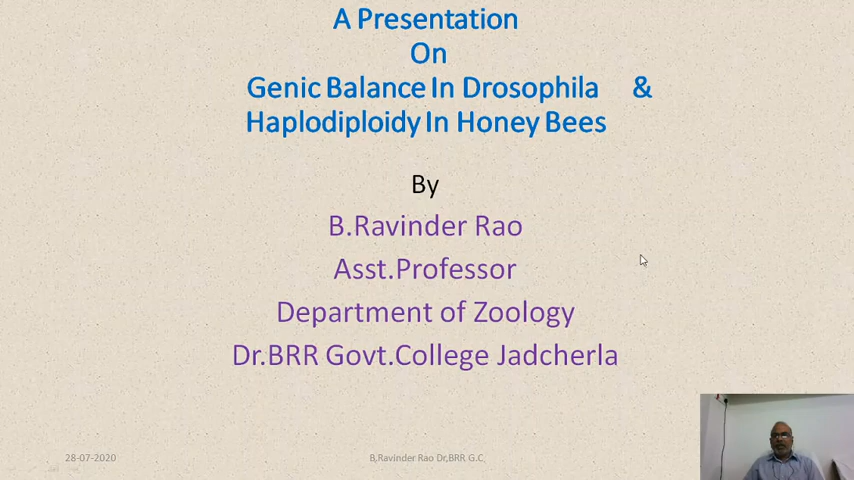 A Presentation
On
Genic Balance In Drosophila &
Haplodiploidy In Honey Bees
By
B.Ravinder Rao
Asst.Professor
Department of Zoology
Dr.BRR Govt.College Jadcherla
28-07-2020
B,Ravinder Rao Dr,BRR G.C